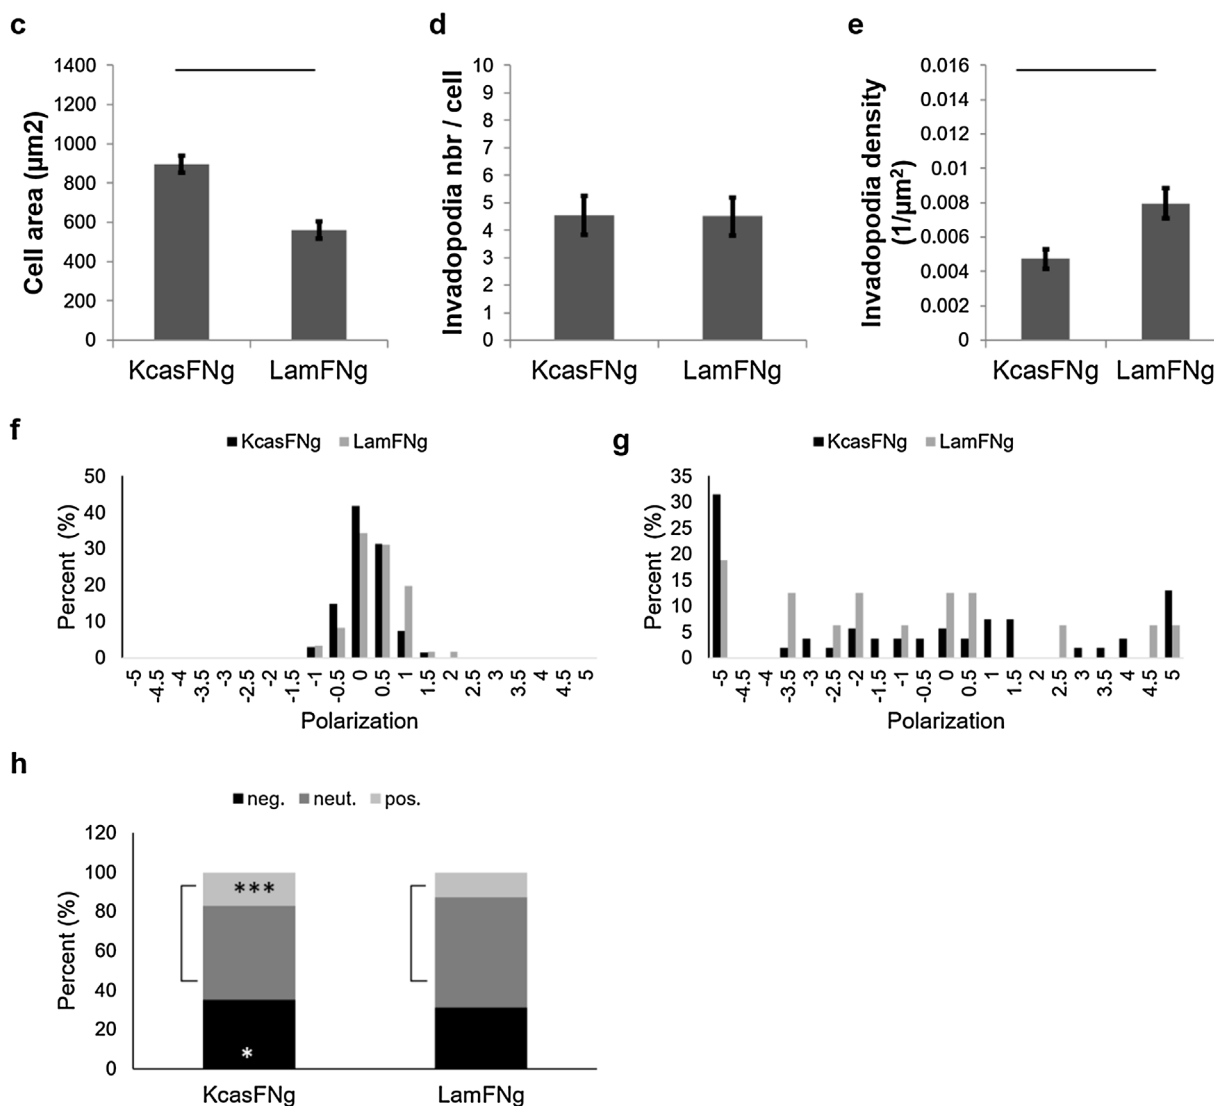 c
1400
1200
1000
800
600
400
200
0
Cell area (µm2)
KcasFNg LamFNg
d
10
9
8
7
6
5
4
3
2
1
0
Invadopodia nbr / cell
KcasFNg LamFNg
e
0.016
0.014
0.012
0.01
0.008
0.006
0.004
0.002
0
Invadopodia density
(1/µm²)
KcasFNg LamFNg
f
KcasFNg LamFNg
50
40
30
20
10
0
Percent (%)
-5 -4.5 -4 -3.5 -3 -2.5 -2 -1.5 -1 -0.5 0 0.5 1 1.5 2 2.5 3 3.5 4 4.5 5
Polarization
g
KcasFNg LamFNg
35
30
25
20
15
10
5
0
Percent (%)
-5 -4.5 -4 -3.5 -3 -2.5 -2 -1.5 -1 -0.5 0 0.5 1 1.5 2 2.5 3 3.5 4 4.5 5
Polarization
h
neg. neut. pos.
120
100
80
60
40
20
0
Percent (%)
***
*
KcasFNg LamFNg